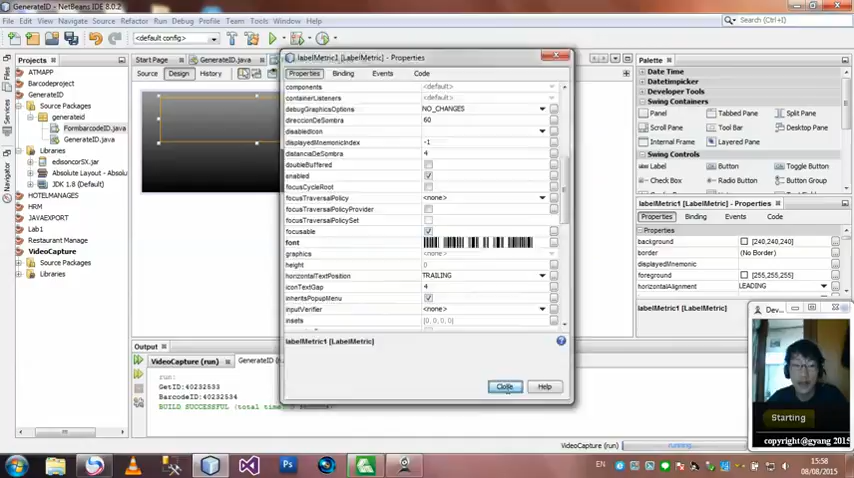 GenerateID - NetBeans IDE 8.0.2
File Edit View Navigate Source Refactor Run Debug Profile Team Tools Window Help
Search (Ctrl+I)
<default config>
Projects
Start Page
GenerateID.java
Source Design History
ATMAPP
Barcodeproject
GenerateID
Source Packages
generateid
FormbarcodeID.java
GenerateID.java
Libraries
edsoncorSX.jar
Absolute Layout - Absolu
JDK 1.8 (Default)
HOTELMANAGES
HRM
JAVAEXPORT
Lab1
Restaurant Manage
VideoCapture
Source Packages
Libraries
Files
Services
Navigator
labelMetric1 [LabelMetric] - Properties
Properties Binding Events Code
components <default>
containerListeners <default>
debugGraphicsOptions NO_CHANGES
direccionDeSombra 60
disabledIcon
displayedMnemonicIndex -1
distanciaDeSombra 4
doubleBuffered
enabled
focusCycleRoot
focusTraversalPolicy <none>
focusTraversalPolicyProvider
focusTraversalPolicySet
focusable
font
graphics <none>
height 0
horizontalTextPosition TRAILING
iconTextGap 4
inheritsPopupMenu
inputVerifier <none>
insets [0, 0, 0, 0]
labelMetric1 [LabelMetric]
Close Help
Palette
Date Time
Datetimepicker
Developer Tools
Swing Containers
Panel Tabbed Pane Split Pane
Scroll Pane Tool Bar Desktop Pane
Internal Frame Layered Pane
Swing Controls
Label Button Toggle Button
Check Box Radio Button Button Group
labelMetric1 [LabelMetric] - Properties
Properties Binding Events Code
Properties
background [240,240,240]
border (No Border)
displayedMnemonic
foreground [255,255,255]
horizontalAlignment LEADING
labelMetric1 [LabelMetric]
Output
VideoCapture (run)
GenerateID
run:
GetID:40232533
BarcodeID:40232534
BUILD SUCCESSFUL (total time:
VideoCapture (run)
running...
Dev...
Starting
copyright@gyang 2015
EN
15:58
08/08/2015